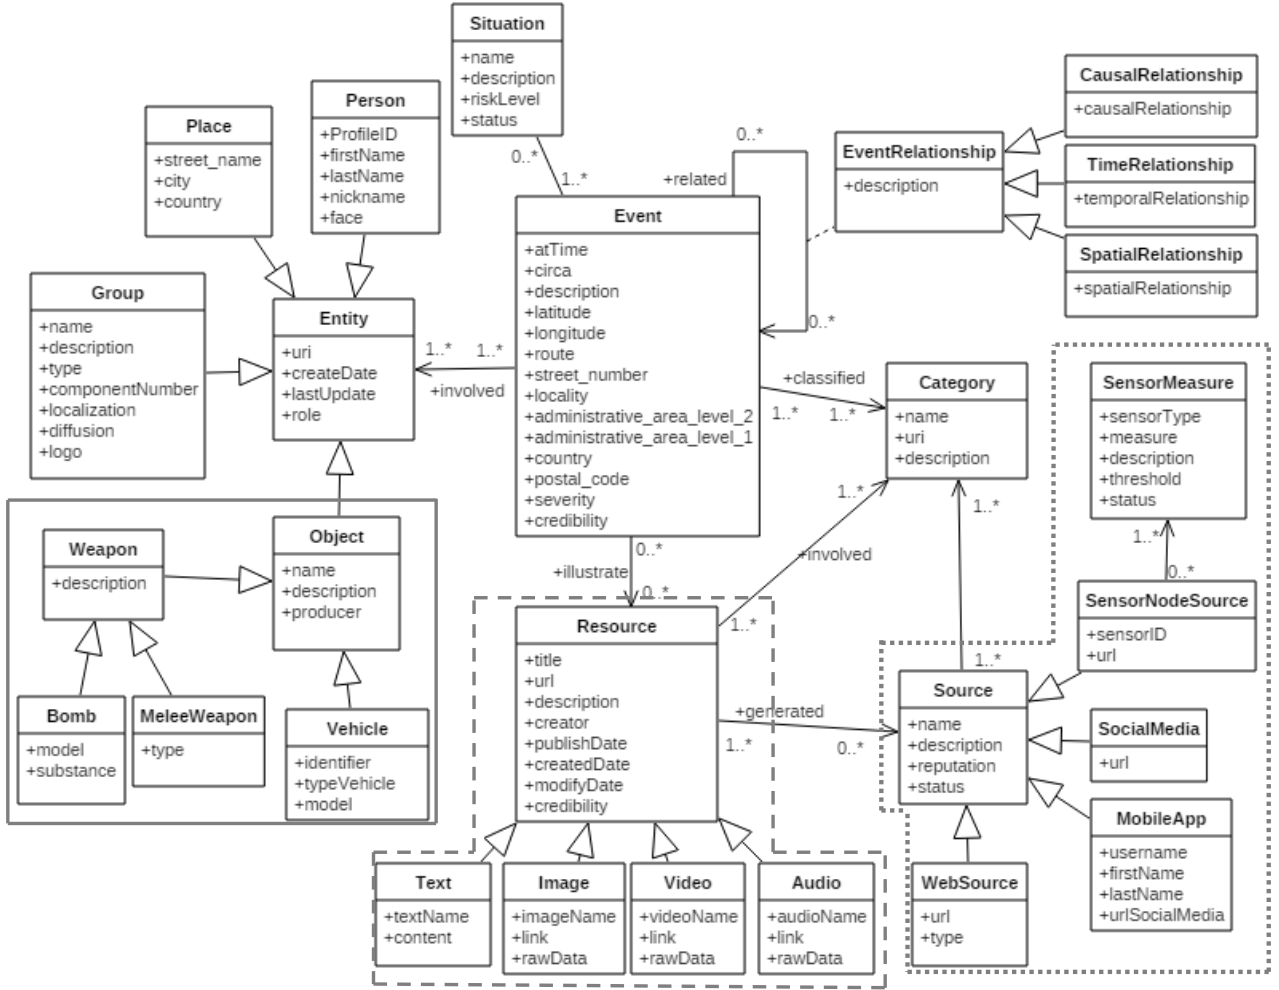 Situation
+name
+description
+riskLevel
+status
0..*
1..*
Place
+street_name
+city
+country
Person
+ProfileID
+firstName
+lastName
+nickname
+face
Group
+name
+description
+type
+componentNumber
+localization
+diffusion
+logo
Entity
+uri
+createDate
+lastUpdate
+role
1..*
1..*
+involved
Event
+atTime
+circa
+description
+latitude
+longitude
+route
+street_number
+locality
+administrative_area_level_2
+administrative_area_level_1
+country
+postal_code
+severity
+credibility
0..*
+related
0..*
EventRelationship
+description
CausalRelationship
+causalRelationship
TimeRelationship
+temporalRelationship
SpatialRelationship
+spatialRelationship
+classified
1..*
1..*
Category
+name
+uri
+description
1..*
+involved
1..*
1..*
1..*
SensorMeasure
+sensorType
+measure
+description
+threshold
+status
1..*
0..*
SensorNodeSource
+sensorID
+url
Weapon
+description
Object
+name
+description
+producer
Bomb
+model
+substance
MeleeWeapon
+type
Vehicle
+identifier
+typeVehicle
+model
0..*
+illustrate
0..*
Resource
+title
+url
+description
+creator
+publishDate
+createdDate
+modifyDate
+credibility
+generated
1..*
0..*
Source
+name
+description
+reputation
+status
SocialMedia
+url
MobileApp
+username
+firstName
+lastName
+urlSocialMedia
WebSource
+url
+type
Text
+textName
+content
Image
+imageName
+link
+rawData
Video
+videoName
+link
+rawData
Audio
+audioName
+link
+rawData